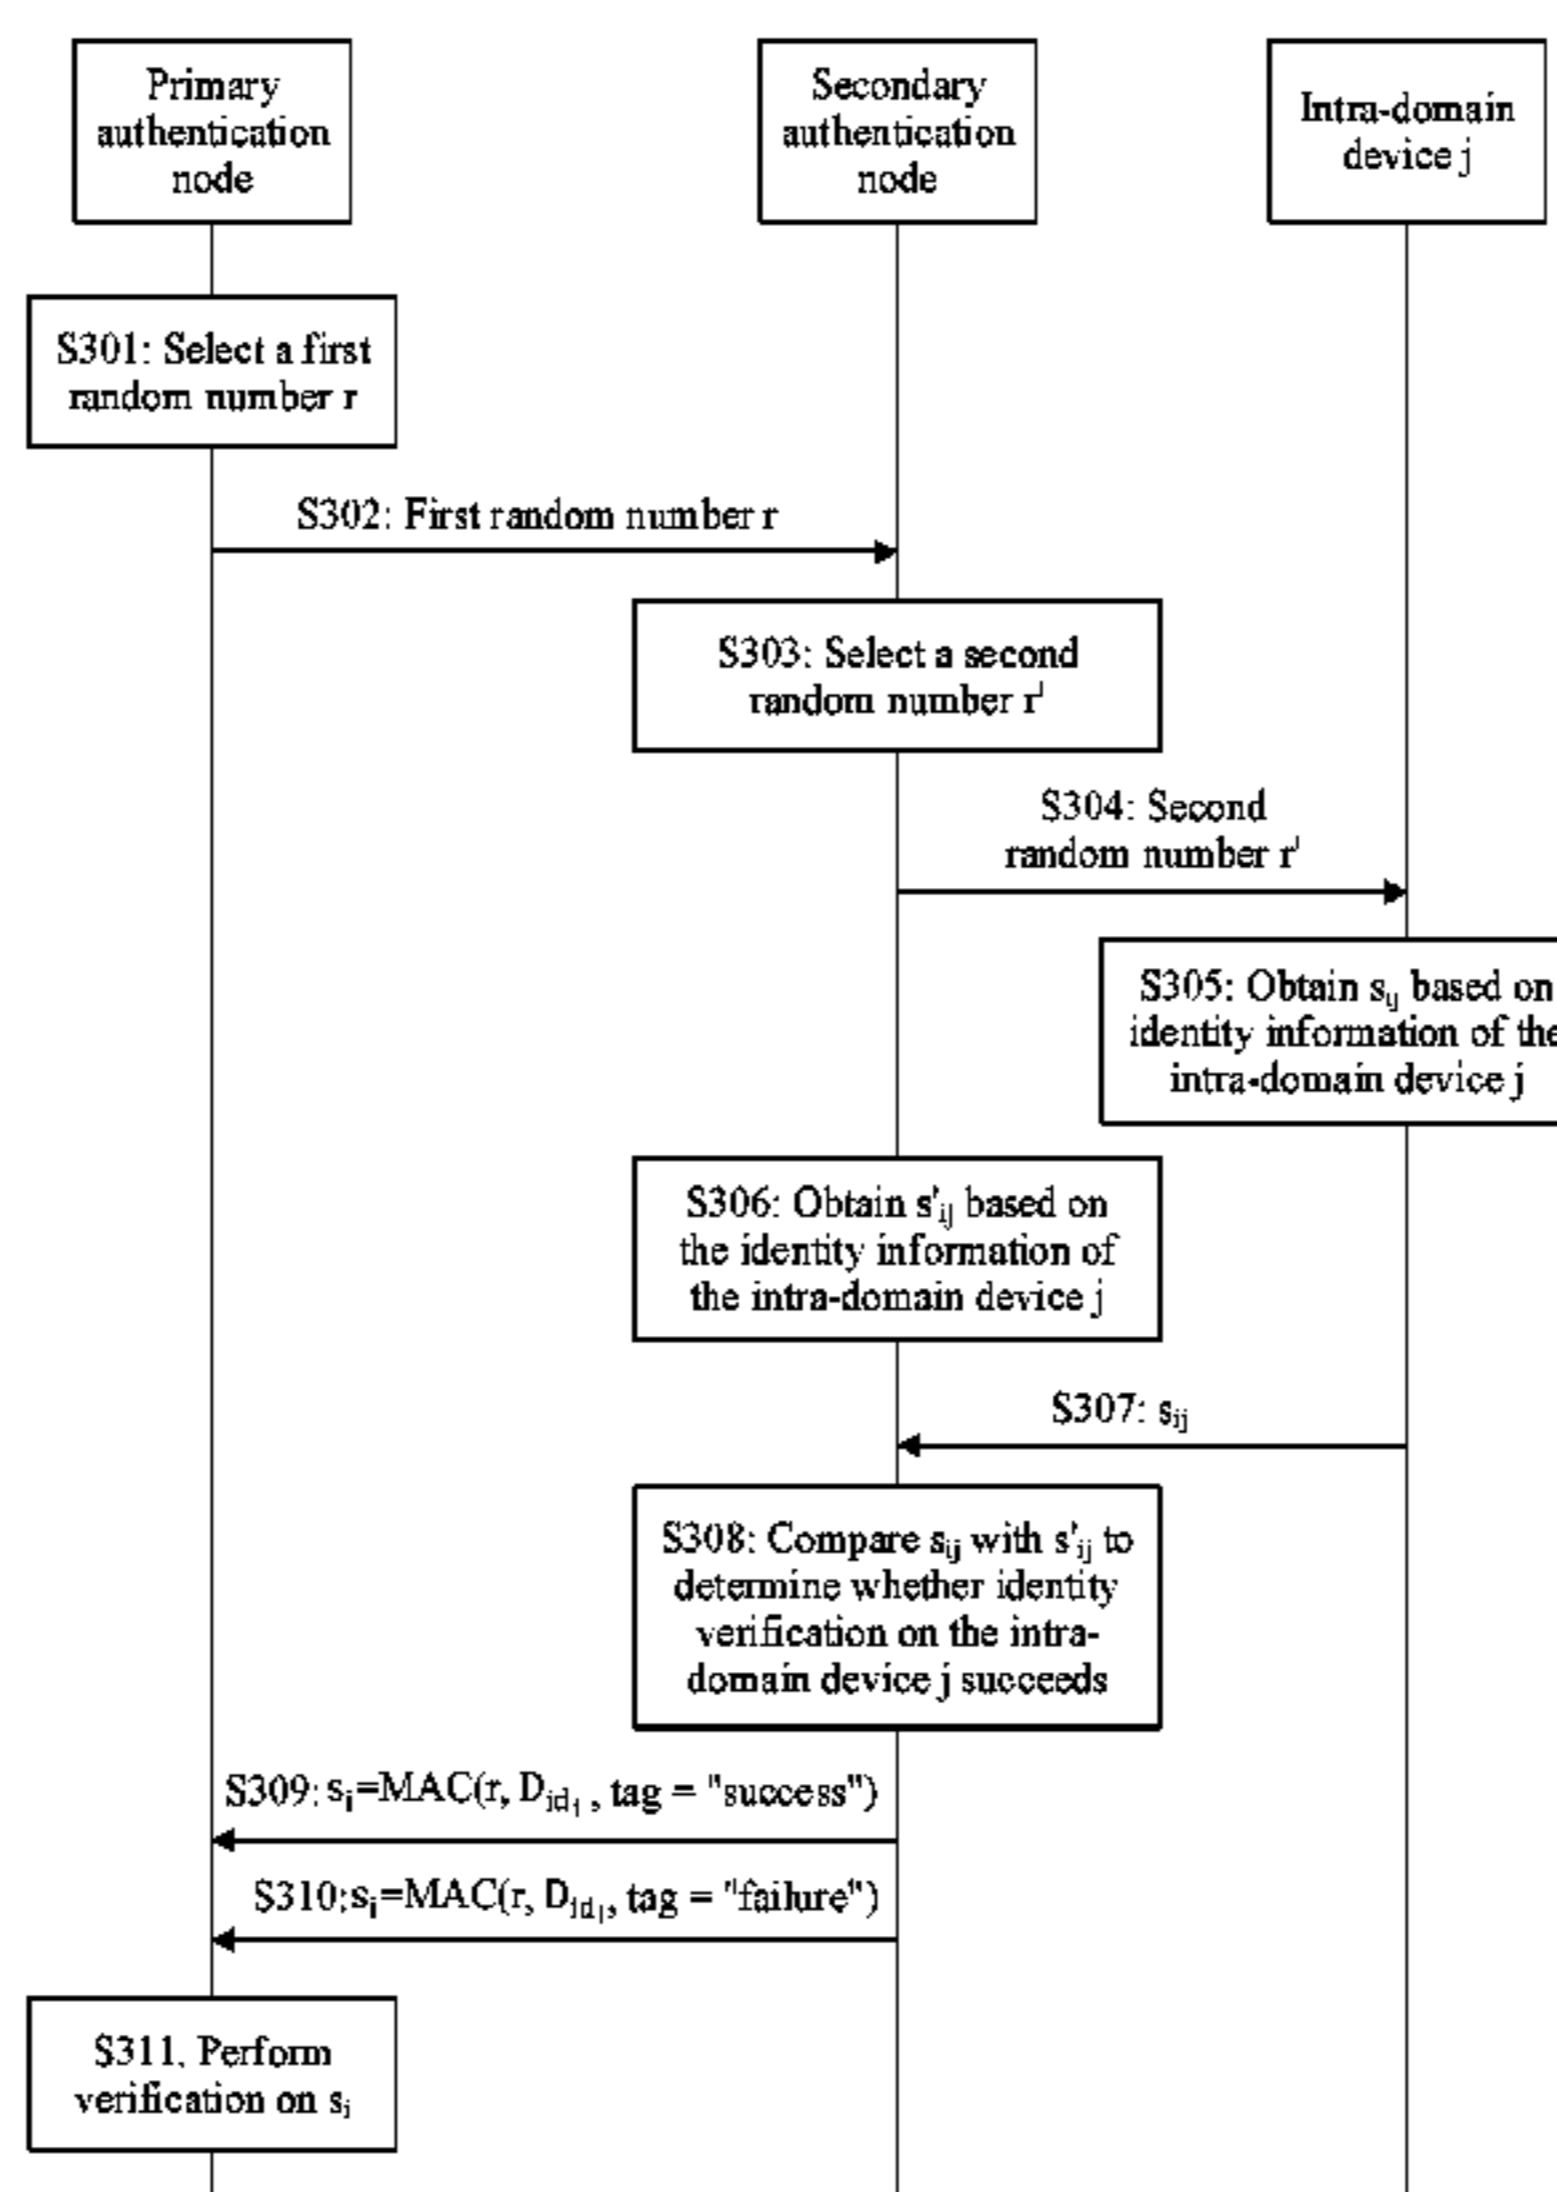 Primary
authentication
node
Secondary
authentication
node
Intra-domain
device j
S301: Select a first
random number r
S302: First random number r
S303: Select a second
random number r'
S304: Second
random number r'
S305: Obtain sᵢⱼ based on
identity information of the
intra-domain device j
S306: Obtain s'ᵢⱼ based on
the identity information of
the intra-domain device j
S307: sᵢⱼ
S308: Compare sᵢⱼ with s'ᵢⱼ to
determine whether identity
verification on the intra-
domain device j succeeds
S309: sᵢ=MAC(r, D_id_i, tag = "success")
S310: sᵢ=MAC(r, D_id_i, tag = "failure")
S311. Perform
verification on sᵢ